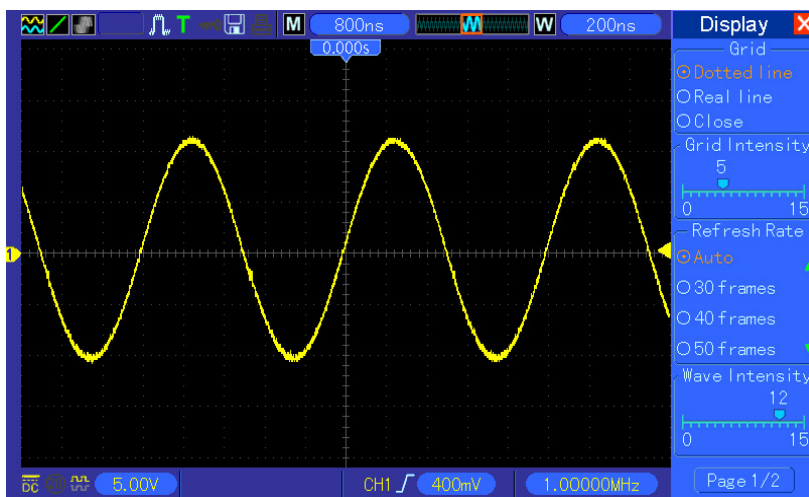 T M 800ns W 200ns Display X
0.000s
Grid
Dotted line
Real line
Close
Grid Intensity
5
0 15
Refresh Rate
1 Auto
30 frames
40 frames
50 frames
Wave Intensity
12
0 15
DC 5.00V CH1 400mV 1.00000MHz Page 1/2